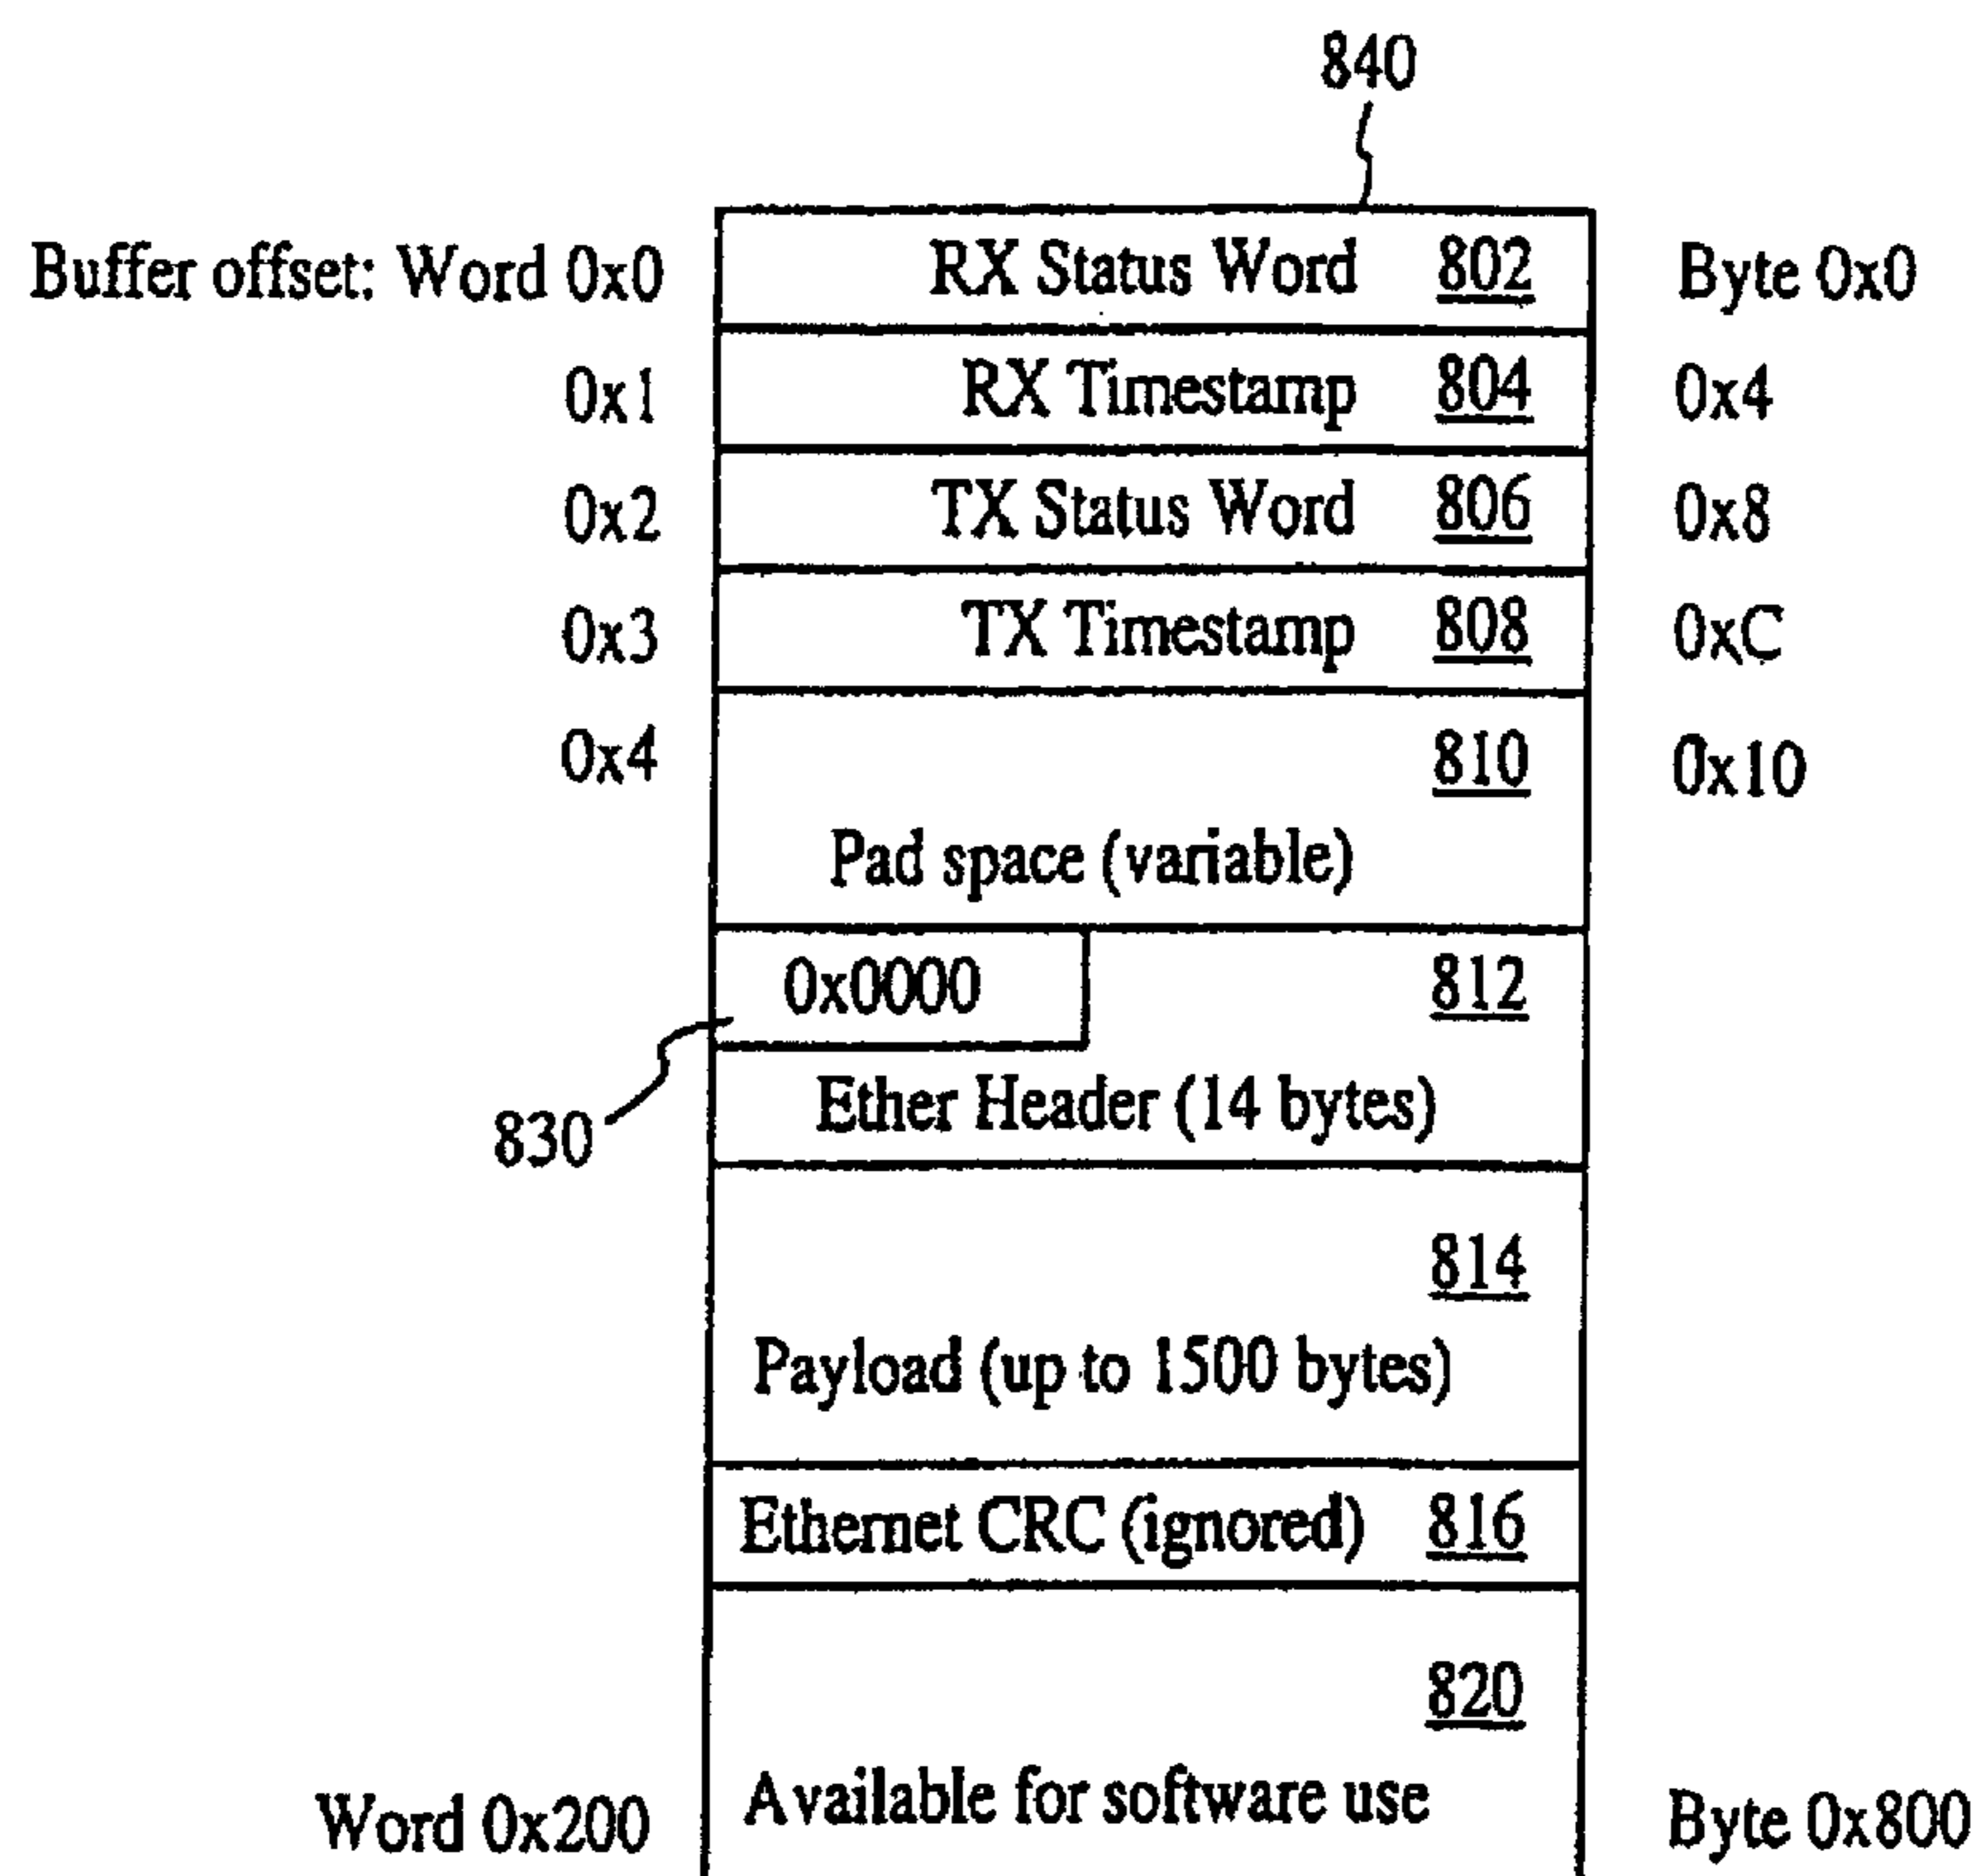 840
Buffer offset: Word 0x0 RX Status Word 802 Byte 0x0
0x1 RX Timestamp 804 0x4
0x2 TX Status Word 806 0x8
0x3 TX Timestamp 808 0xC
0x4 810 0x10
Pad space (variable)
0x0000 812
Ether Header (14 bytes)
830
814
Payload (up to 1500 bytes)
Ethernet CRC (ignored) 816
820
Word 0x200 Available for software use Byte 0x800